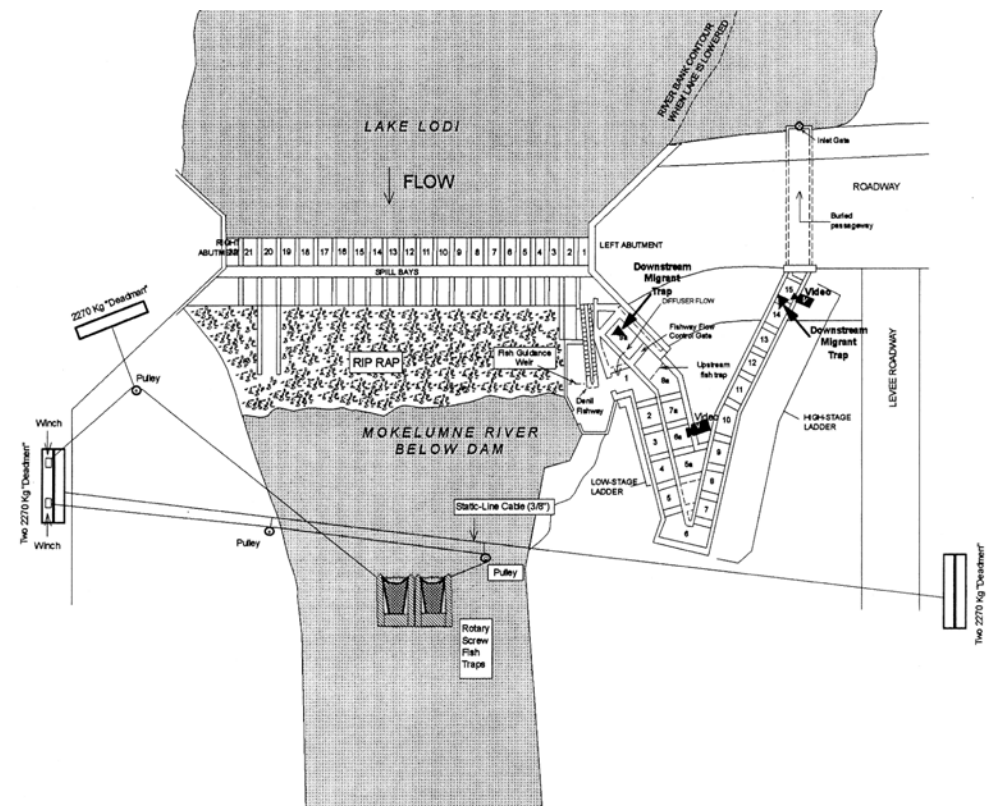 RIVER BANK CONTOUR
WHEN LAKE IS LOWERED
LAKE LODI
FLOW
Inlet Gate
ROADWAY
Buried
passageway
RIGHT
ABUTMENT
22 21 20 19 18 17 16 15 14 13 12 11 10 9 8 7 6 5 4 3 2 1
LEFT ABUTMENT
SPILL BAYS
Downstream
Migrant
Trap
DIFFUSER FLOW
Fishway Flow
Control Gate
Upstream
fish trap
15
Video
14
Downstream
Migrant
Trap
13
12
11
10
9
8
7
6
2270 Kg "Deadmen"
RIP RAP
Fish Guidance
Weir
Denil
Fishway
1
2
3
4
5
9a
8a
7a
6a
5a
Video
Pulley
MOKELUMNE RIVER
BELOW DAM
LOW-STAGE
LADDER
HIGH-STAGE
LADDER
LEVEE ROADWAY
Winch
Two 2270 Kg "Deadmen"
Winch
Static-Line Cable (3/8")
Pulley
Pulley
Rotary
Screw
Fish
Traps
Two 2270 Kg "Deadmen"